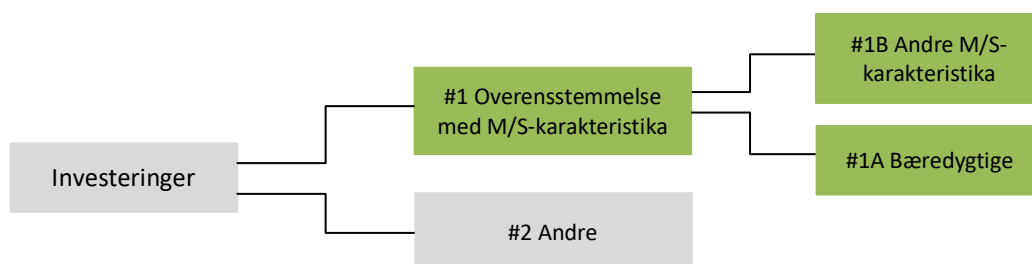 Investeringer
#1 Overensstemmelse
med M/S-karakteristika
#2 Andre
#1B Andre M/S-
karakteristika
#1A Bæredygtige